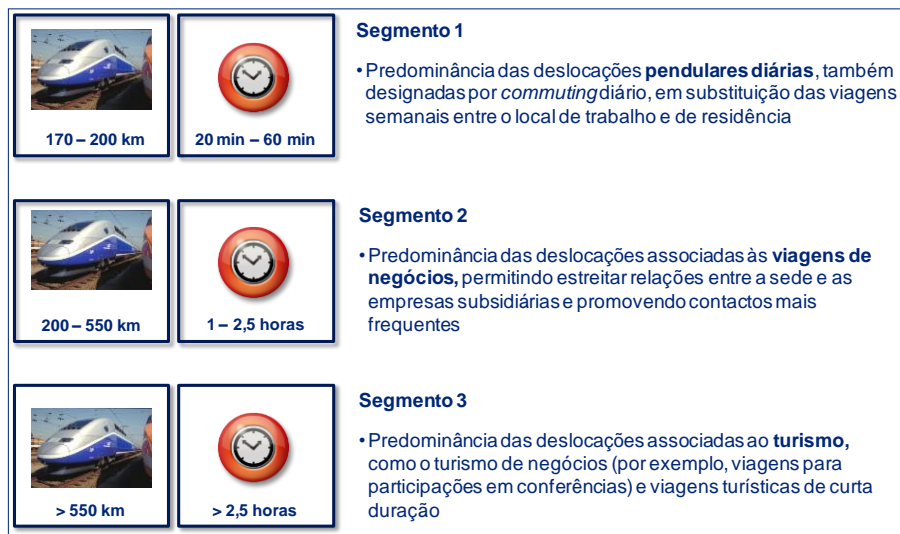 Segmento 1
170 – 200 km
20 min – 60 min
• Predominância das deslocações pendulares diárias, também
designadas por commuting diário, em substituição das viagens
semanais entre o local de trabalho e de residência
Segmento 2
200 – 550 km
1 – 2,5 horas
• Predominância das deslocações associadas às viagens de
negócios, permitindo estreitar relações entre a sede e as
empresas subsidiárias e promovendo contactos mais
frequentes
Segmento 3
> 550 km
> 2,5 horas
• Predominância das deslocações associadas ao turismo,
como o turismo de negócios (por exemplo, viagens para
participações em conferências) e viagens turísticas de curta
duração